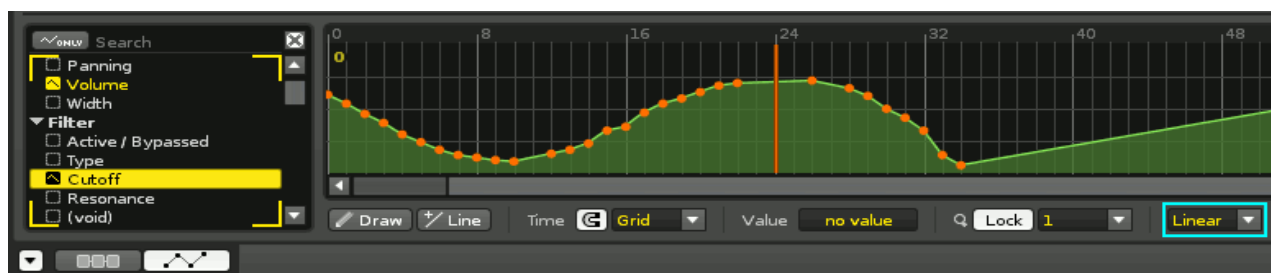 ONLY Search
Panning
Volume
Width
Filter
Active / Bypassed
Type
Cutoff
Resonance
(void)
0 8 16 24 32 40 48
0
Draw +/ Line Time Grid Value no value Lock 1 Linear